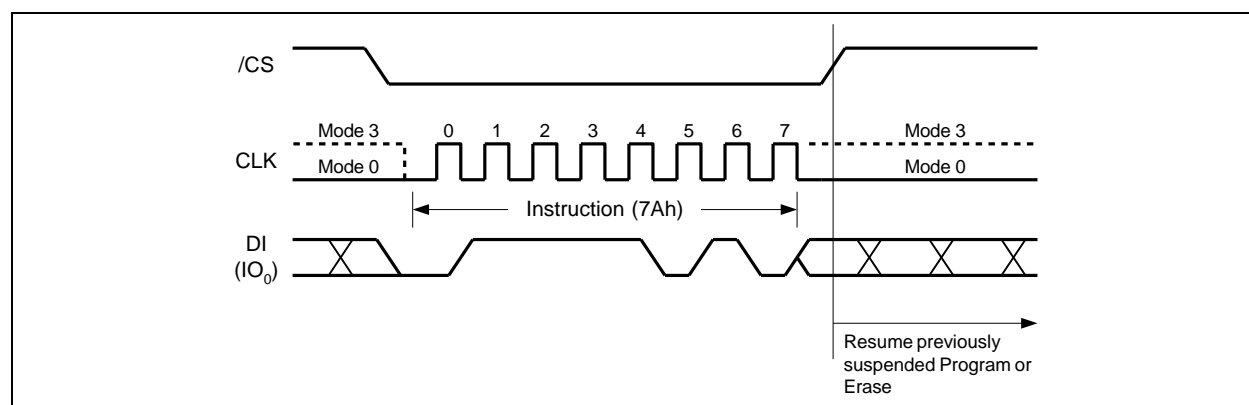 /CS
Mode 3
0 1 2 3 4 5 6 7
Mode 3
CLK
Mode 0
Mode 0
Instruction (7Ah)
DI
(IO₀)
Resume previously
suspended Program or
Erase